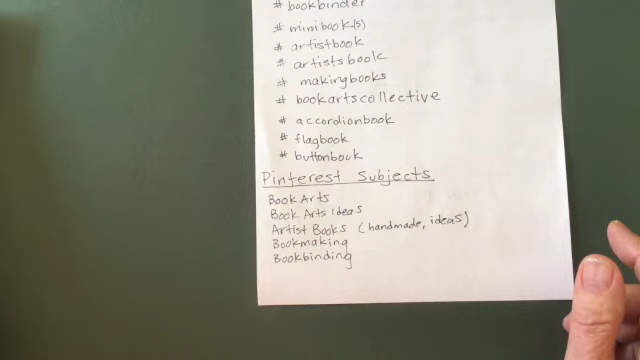 # bookbinder
# minibook(s)
# artistbook
# artistsbook
# makingbooks
# bookartscollective
# accordionbook
# flagbook
# buttonbook
Pinterest Subjects
Book Arts
Book Arts Ideas
Artist Books (handmade, ideas)
Bookmaking
Bookbinding